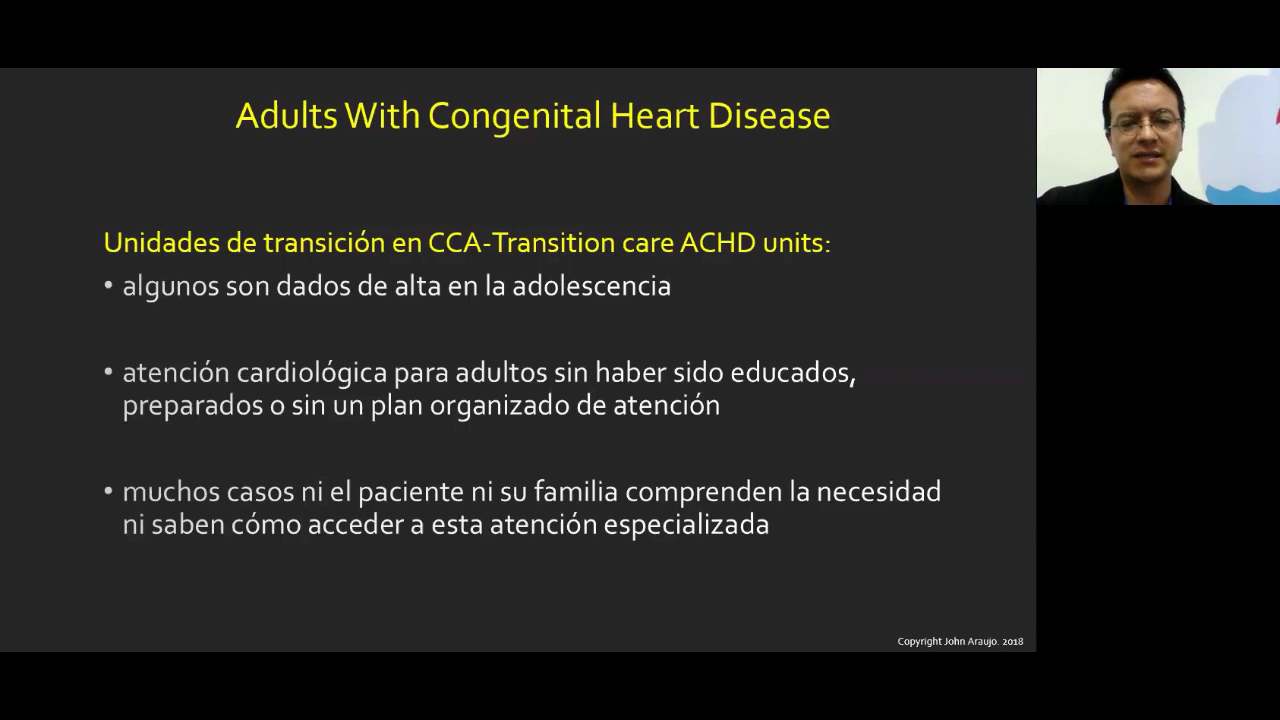 Adults With Congenital Heart Disease
Unidades de transición en CCA-Transition care ACHD units:
• algunos son dados de alta en la adolescencia
• atención cardiológica para adultos sin haber sido educados,
preparados o sin un plan organizado de atención
• muchos casos ni el paciente ni su familia comprenden la necesidad
ni saben cómo acceder a esta atención especializada
Copyright John Araujo. 2018